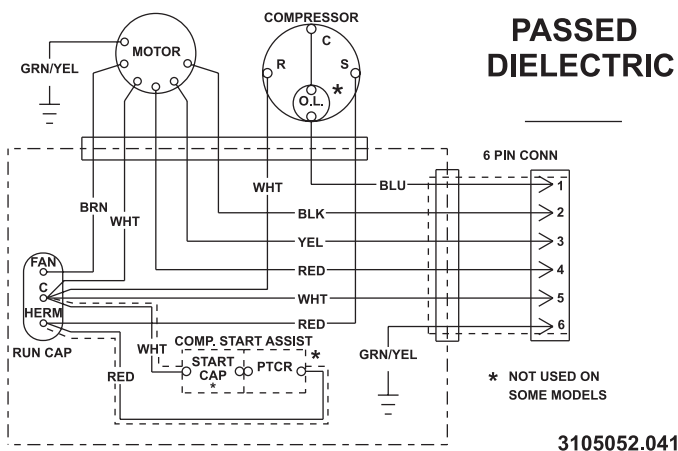 COMPRESSOR
PASSED
DIELECTRIC
MOTOR
C
R
S
GRN/YEL
O.L.
*
6 PIN CONN
WHT
BLU
1
BRN
WHT
BLK
2
YEL
3
FAN
RED
4
C
WHT
5
HERM
RED
6
RUN CAP
WHT
COMP. START ASSIST
*
GRN/YEL
RED
START
CAP
*
PTCR
* NOT USED ON
SOME MODELS
3105052.041